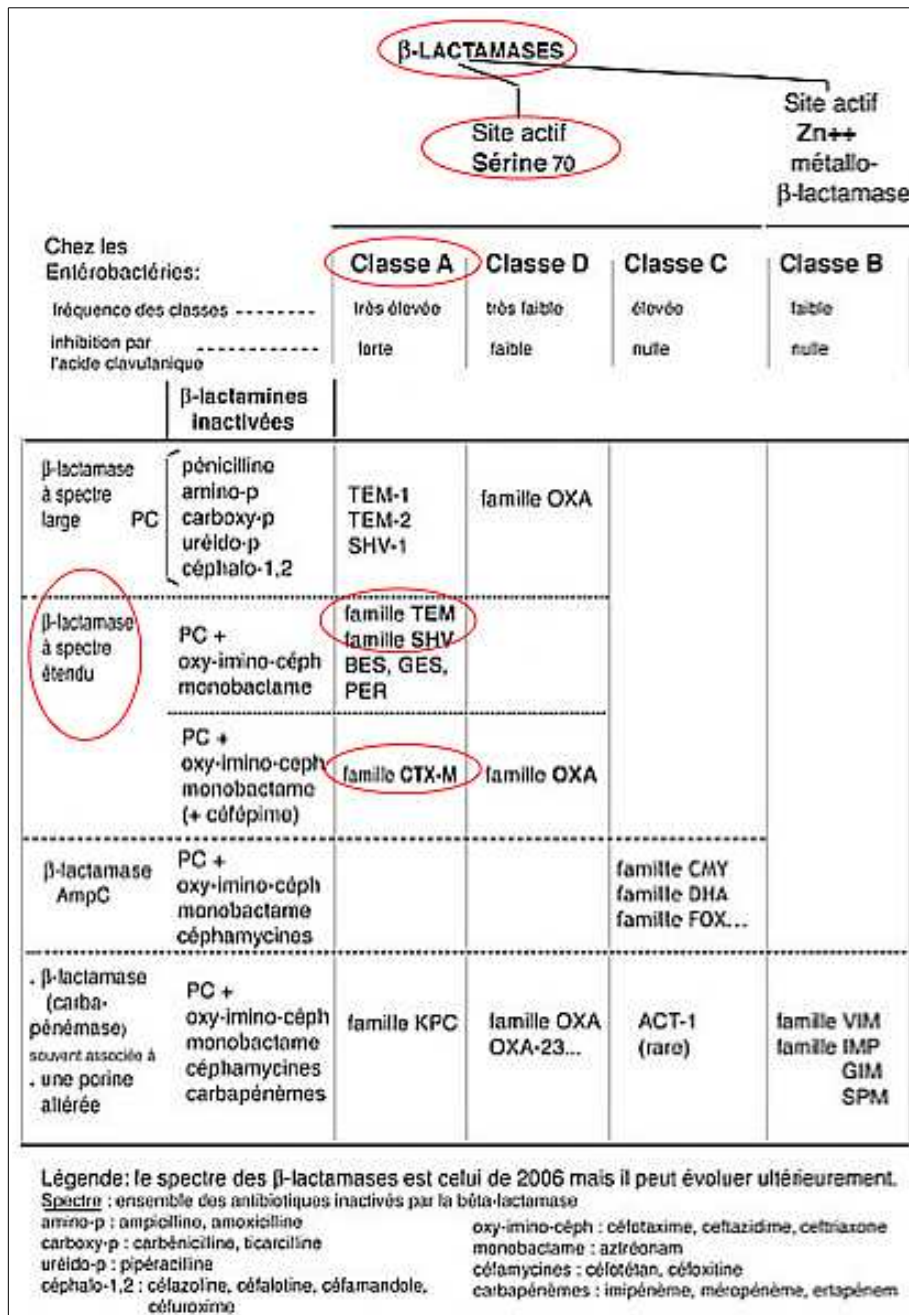 β-LACTAMASES
Site actif
Sérine 70
Site actif
Zn++
métallo-
β-lactamase
Chez les
Entérobactéries:
Classe A
Classe D
Classe C
Classe B
fréquence des classes --------
très élevée
très faible
élevée
faible
inhibition par
l'acide clavulanique
forte
faible
nulle
nulle
β-lactamines
inactivées
β-lactamase
à spectre
large PC
pénicilline
amino-p
carboxy-p
uréido-p
céphalo-1,2
TEM-1
TEM-2
SHV-1
famille OXA
β-lactamase
à spectre
étendu
PC +
oxy-imino-céph
monobactame
famille TEM
famille SHV
BES, GES,
PER
PC +
oxy-imino-ceph
monobactame
(+ céfépime)
famille CTX-M
famille OXA
β-lactamase
AmpC
PC +
oxy-imino-céph
monobactame
céphamycines
famille CMY
famille DHA
famille FOX...
. β-lactamase
(carba-
pénémase)
souvent associée à
. une porine
altérée
PC +
oxy-imino-céph
monobactame
céphamycines
carbapénèmes
famille KPC
famille OXA
OXA-23...
ACT-1
(rare)
famille VIM
famille IMP
GIM
SPM
Légende: le spectre des β-lactamases est celui de 2006 mais il peut évoluer ultérieurement.
Spectre : ensemble des antibiotiques inactivés par la bêta-lactamase
amino-p : ampicilline, amoxicilline
carboxy-p : carbénicilline, ticarcilline
uréido-p : pipéraciline
céphalo-1,2 : céfazoline, céfaloline, céfamandole,
céfuroxime
oxy-imino-céph : céfotaxime, ceftazidime, ceftriaxone
monobactame : aztréonam
céfamycines : céfotétan, céfoxitine
carbapénèmes : imipénème, méropénème, ertapénem